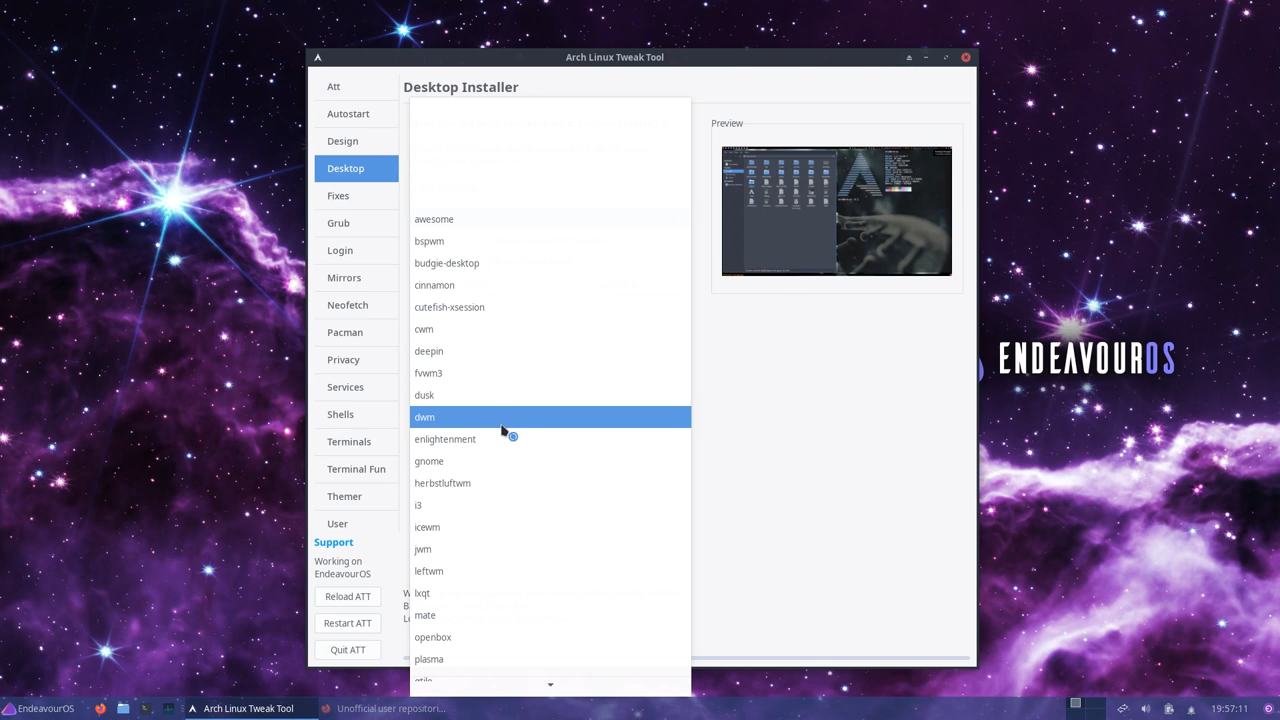 Arch Linux Tweak Tool
Att
Autostart
Design
Desktop
Fixes
Grub
Login
Mirrors
Neofetch
Pacman
Privacy
Services
Shells
Terminals
Terminal Fun
Themer
User
Support
Working on
EndeavourOS
Reload ATT
Restart ATT
Quit ATT
Desktop Installer
awesome
bspwm
budgie-desktop
cinnamon
cutefish-xsession
cwm
deepin
fvwm3
dusk
dwm
enlightenment
gnome
herbstluftwm
i3
icewm
jwm
leftwm
lxqt
mate
openbox
plasma
qtile
Preview
ENDEAVOUROS
EndeavourOS
Arch Linux Tweak Tool
Unofficial user repositori...
19:57:11